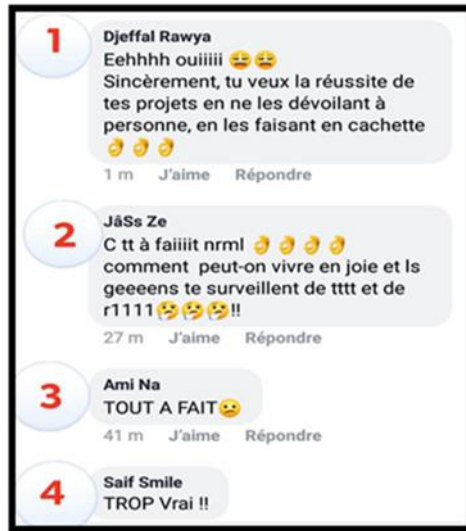 1
Djeffal Rawya
Eehhhh ouiiiii 😩😩
Sincèrement, tu veux la réussite de
tes projets en ne les dévoilant à
personne, en les faisant en cachette
👌👌👌
1 m J'aime Répondre
2
JâSs Ze
C tt à faiiiit nrml 👌👌👌👌
comment peut-on vivre en joie et ls
geeeens te surveillent de tttt et de
r1111🤔🤔🤔!!
27 m J'aime Répondre
3
Ami Na
TOUT A FAIT😕
41 m J'aime Répondre
4
Saif Smile
TROP Vrai !!